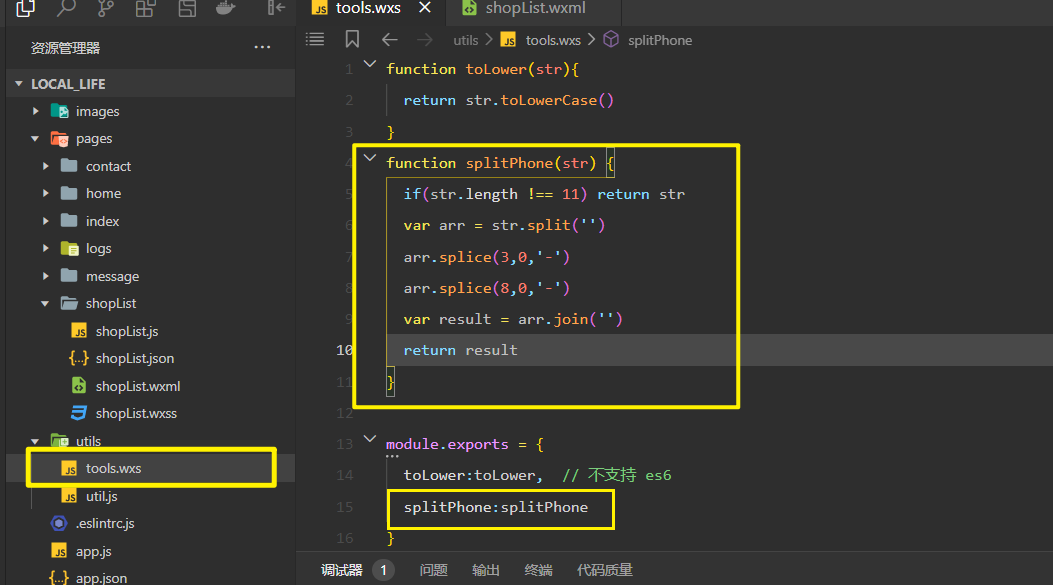 tools.wxs
shopList.wxml
资源管理器
utils
tools.wxs
splitPhone
LOCAL_LIFE
images
pages
contact
home
index
logs
message
shopList
shopList.js
shopList.json
shopList.wxml
shopList.wxss
utils
tools.wxs
util.js
.eslintrc.js
app.js
app.json
1 function toLower(str){
2 return str.toLowerCase()
3 }
4 function splitPhone(str) {
5 if(str.length !== 11) return str
6 var arr = str.split('')
7 arr.splice(3,0,'-')
8 arr.splice(8,0,'-')
9 var result = arr.join('')
10 return result
11 }
12
13 module.exports = {
14 toLower:toLower, // 不支持 es6
15 splitPhone:splitPhone
16 }
调试器 1 问题 输出 终端 代码质量